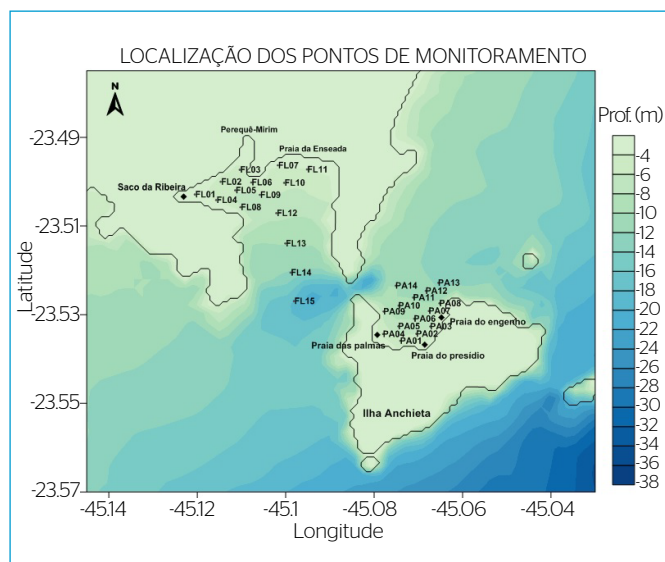 LOCALIZAÇÃO DOS PONTOS DE MONITORAMENTO
N
Prof. (m)
Perequê-Mirim
Praia da Enseada
-23.49
FL03
FL07
FL11
FL02
FL06
FL10
Saco da Ribeira
FL01
FL05
FL09
FL04
FL08
FL12
-23.51
FL13
FL14
FL15
Latitude
-23.53
PA14
PA13
PA12
PA11
PA10
PA08
PA09
PA07
PA06
Praia do engenho
PA05
PA03
PA04
PA02
PA01
Praia das palmas
Praia do presídio
Ilha Anchieta
-23.55
-23.57
-45.14
-45.12
-45.1
-45.08
-45.06
-45.04
Longitude
-4
-6
-8
-10
-12
-14
-16
-18
-20
-22
-24
-26
-28
-30
-32
-34
-36
-38